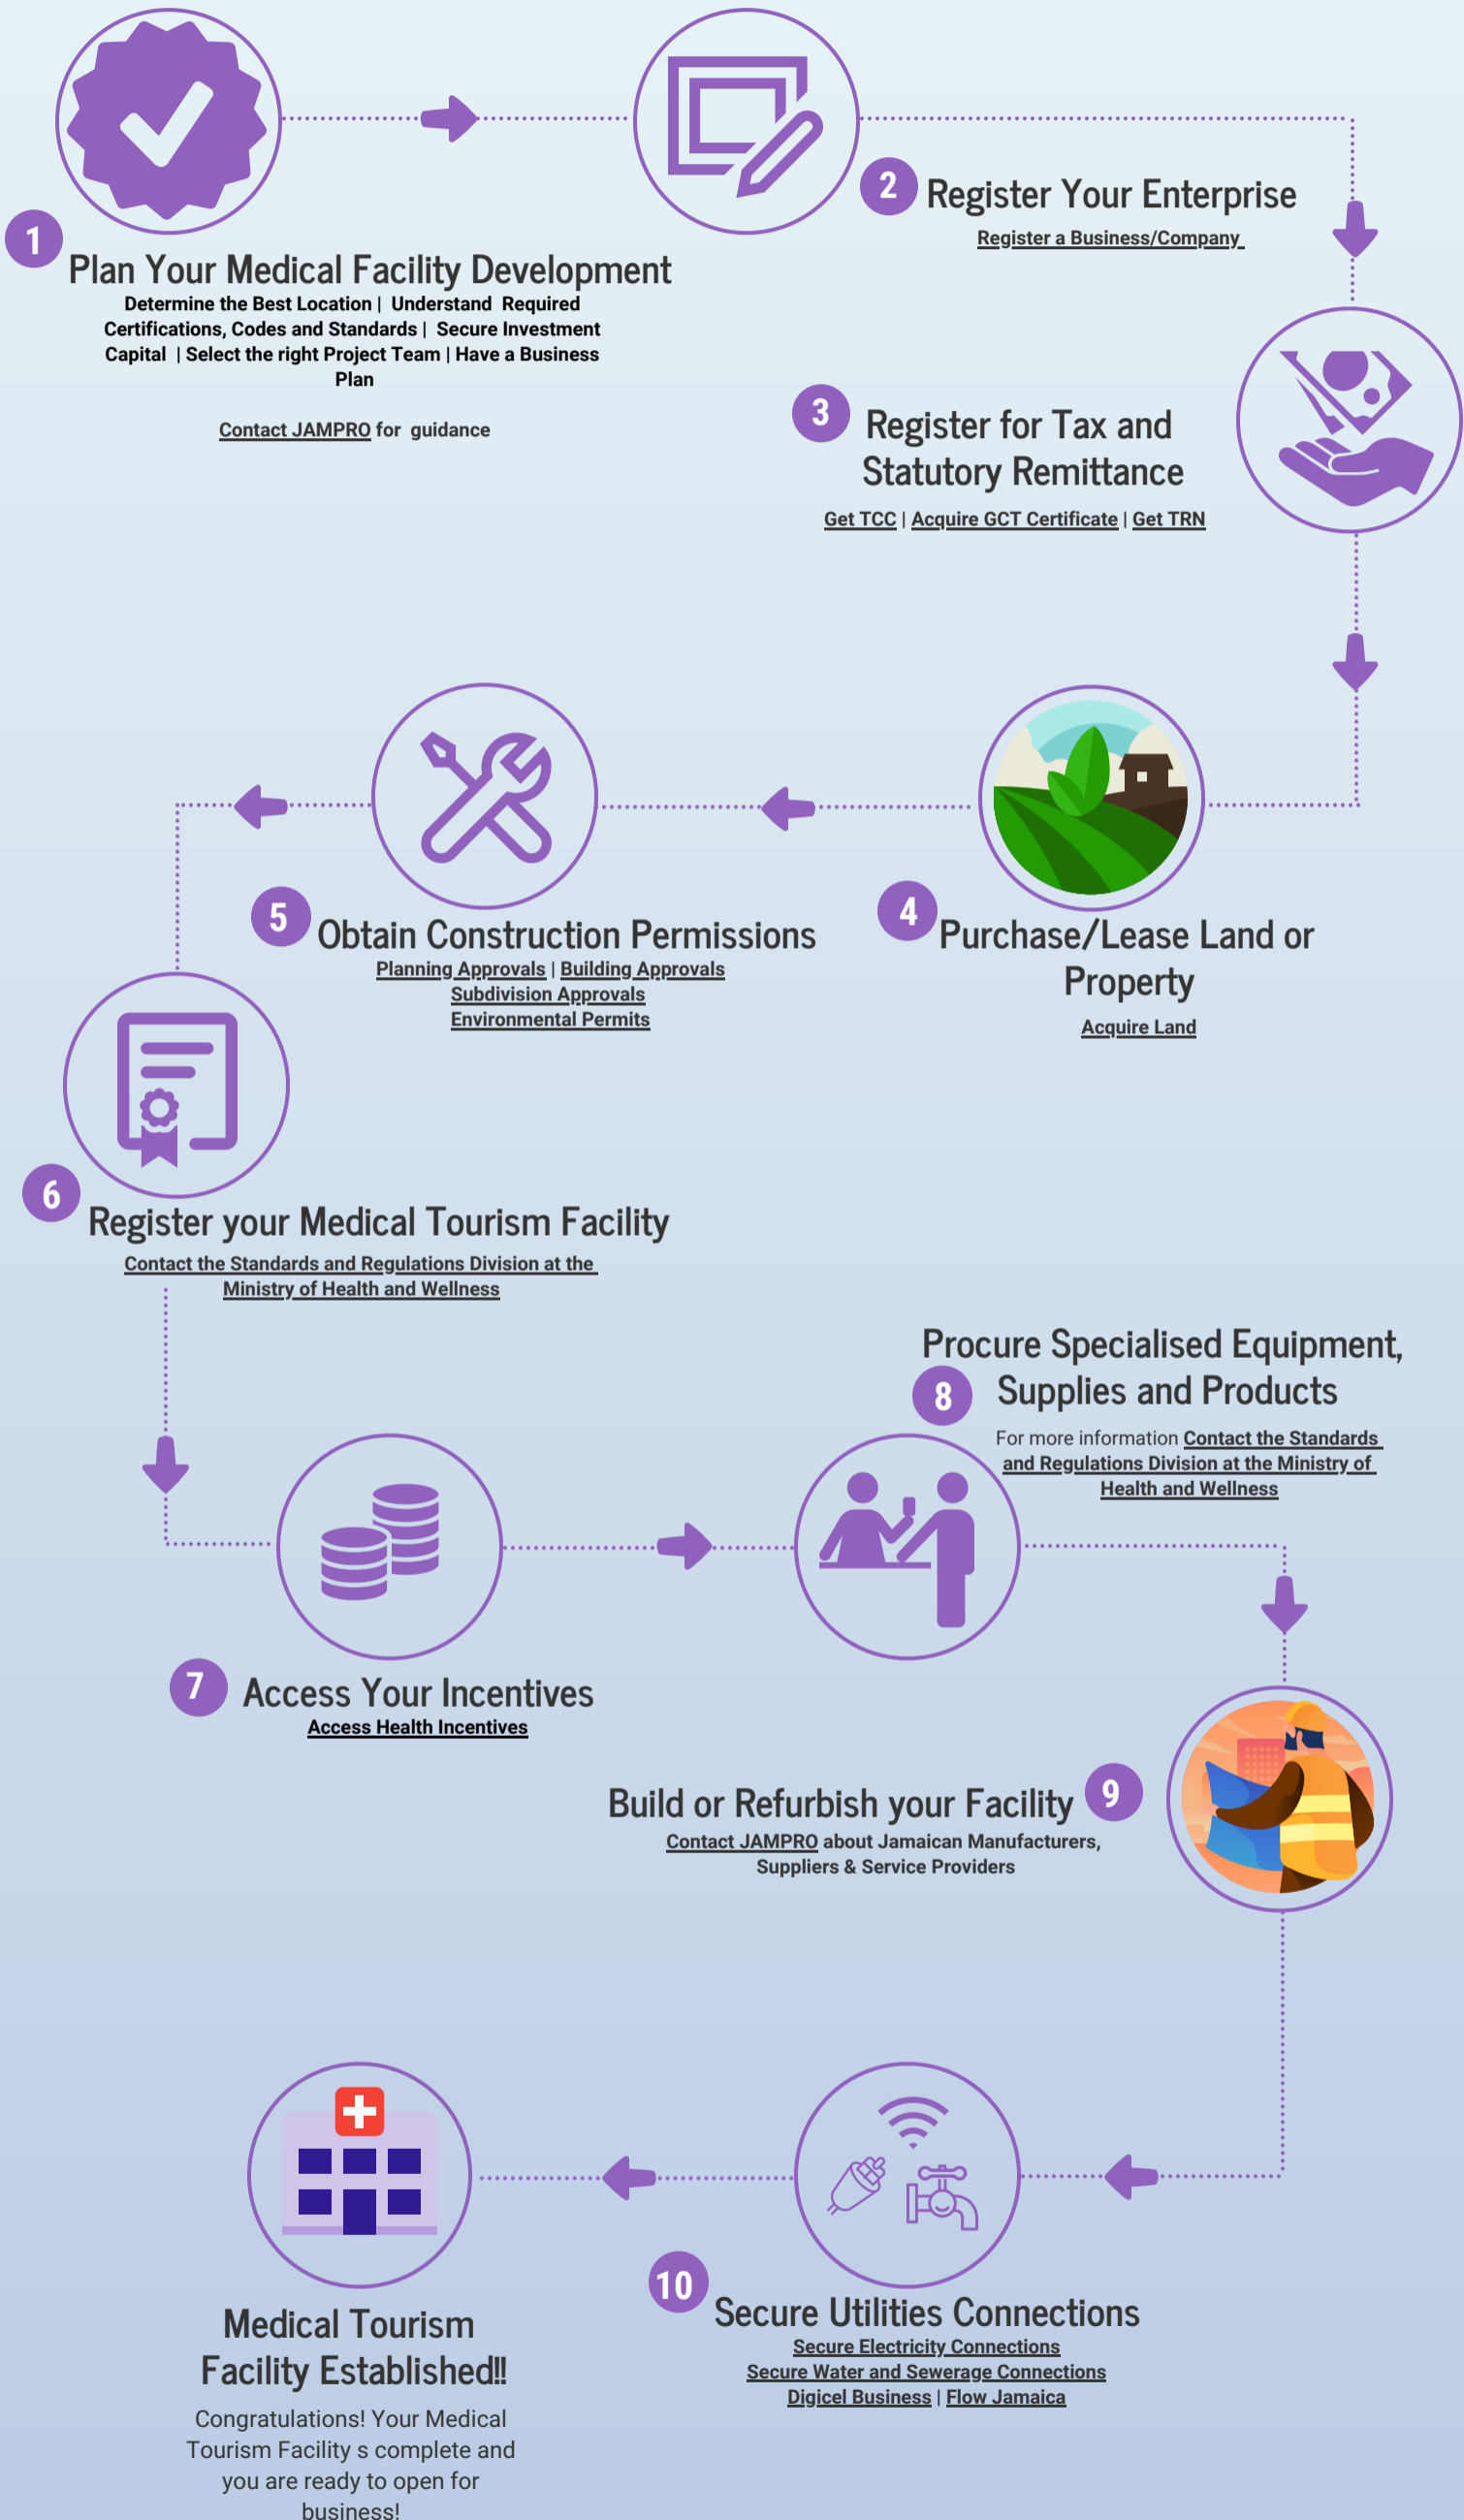 1
Plan Your Medical Facility Development
Determine the Best Location | Understand Required
Certifications, Codes and Standards | Secure Investment
Capital | Select the right Project Team | Have a Business
Plan
Contact JAMPRO for guidance
2
Register Your Enterprise
Register a Business/Company
3
Register for Tax and
Statutory Remittance
Get TCC | Acquire GCT Certificate | Get TRN
4
Purchase/Lease Land or
Property
Acquire Land
5
Obtain Construction Permissions
Planning Approvals | Building Approvals
Subdivision Approvals
Environmental Permits
6
Register your Medical Tourism Facility
Contact the Standards and Regulations Division at the
Ministry of Health and Wellness
7
Access Your Incentives
Access Health Incentives
8
Procure Specialised Equipment,
Supplies and Products
For more information Contact the Standards
and Regulations Division at the Ministry of
Health and Wellness
9
Build or Refurbish your Facility
Contact JAMPRO about Jamaican Manufacturers,
Suppliers & Service Providers
10
Secure Utilities Connections
Secure Electricity Connections
Secure Water and Sewerage Connections
Digicel Business | Flow Jamaica
Medical Tourism
Facility Established!!
Congratulations! Your Medical
Tourism Facility s complete and
you are ready to open for
business!